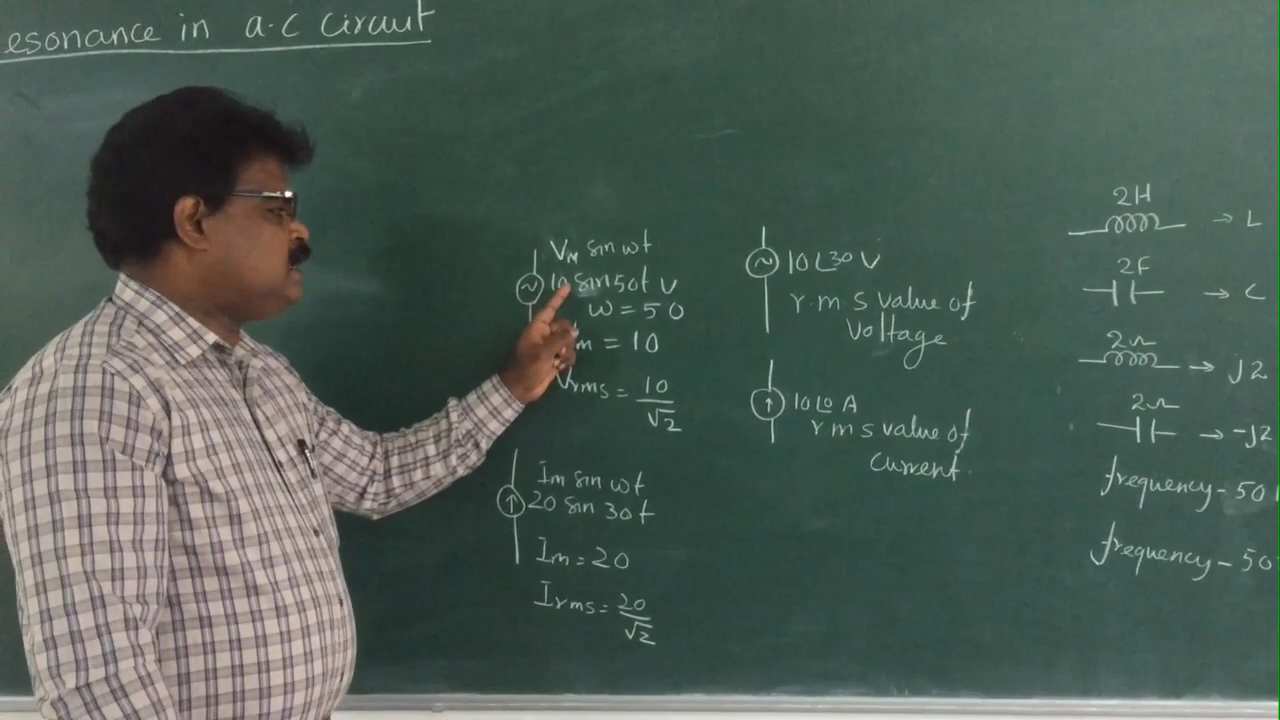 esonance in a-c circuit
VM sin wt
10 sin 50t V
w = 50
m = 10
Vrms = 10/√2
Im sin wt
20 sin 30t
Im = 20
Irms = 20/√2
10∠30 V
r.m s value of
voltage
10∠0 A
r m s value of
current.
2H
→ L
2F
→ C
2Ω
→ J2
2Ω
→ -J2
frequency - 50
frequency - 50